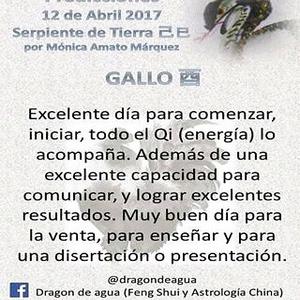 Predicciones
12 de Abril 2017
Serpiente de Tierra 己巳
por Mónica Amato Márquez
GALLO 酉
Excelente día para comenzar,
iniciar, todo el Qi (energía) lo
acompaña. Además de una
excelente capacidad para
comunicar, y lograr excelentes
resultados. Muy buen día para
la venta, para enseñar y para
una disertación o presentación.
@dragondeagua
Dragon de agua (Feng Shui y Astrología China)